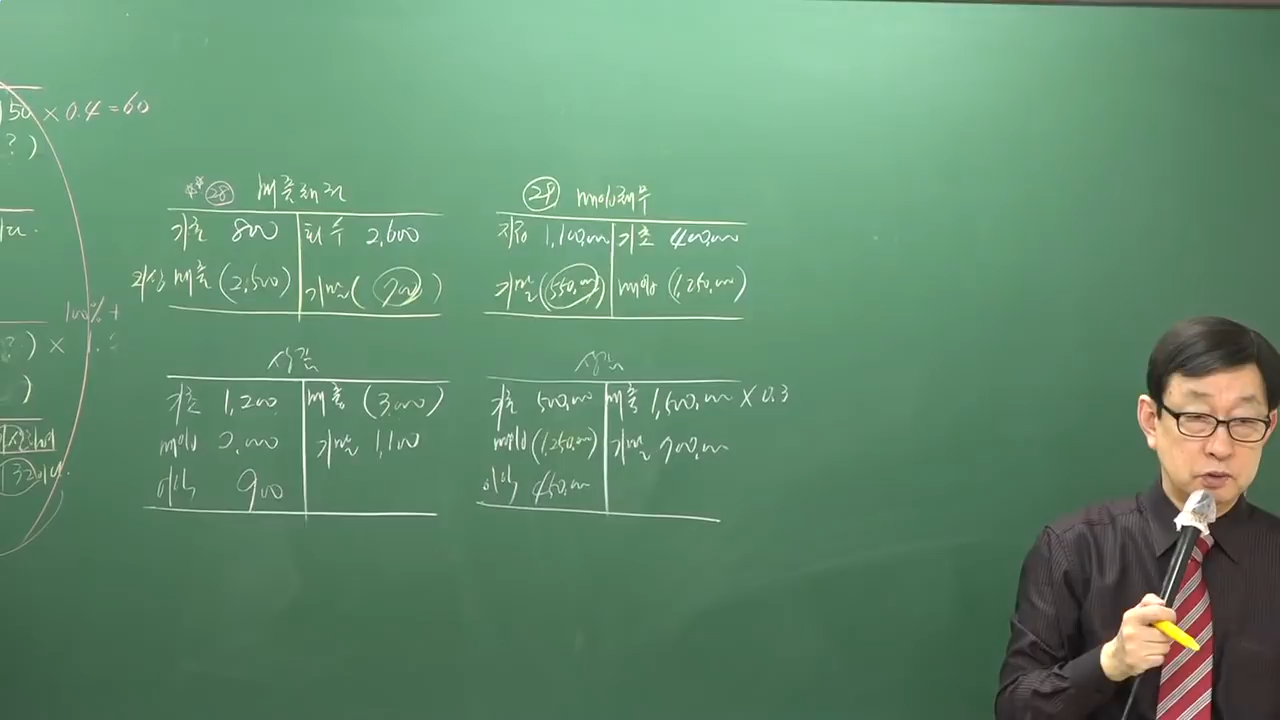 150 × 0.4 = 60
?)
100% +
?) ×
)
** 28 매출채권
기초 800 회수 2,600
외상매출 (2,500) 기말 (700)
상품
기초 1,200 매출 (3,000)
매입 2,000 기말 1,100
이익 900
29 매입채무
지급 1,100,000 기초 400,000
기말 (550,000) 매입 (1,250,000)
상품
기초 500,000 매출 1,500,000 × 0.3
매입 (1,250,000) 기말 700,000
이익 450,000